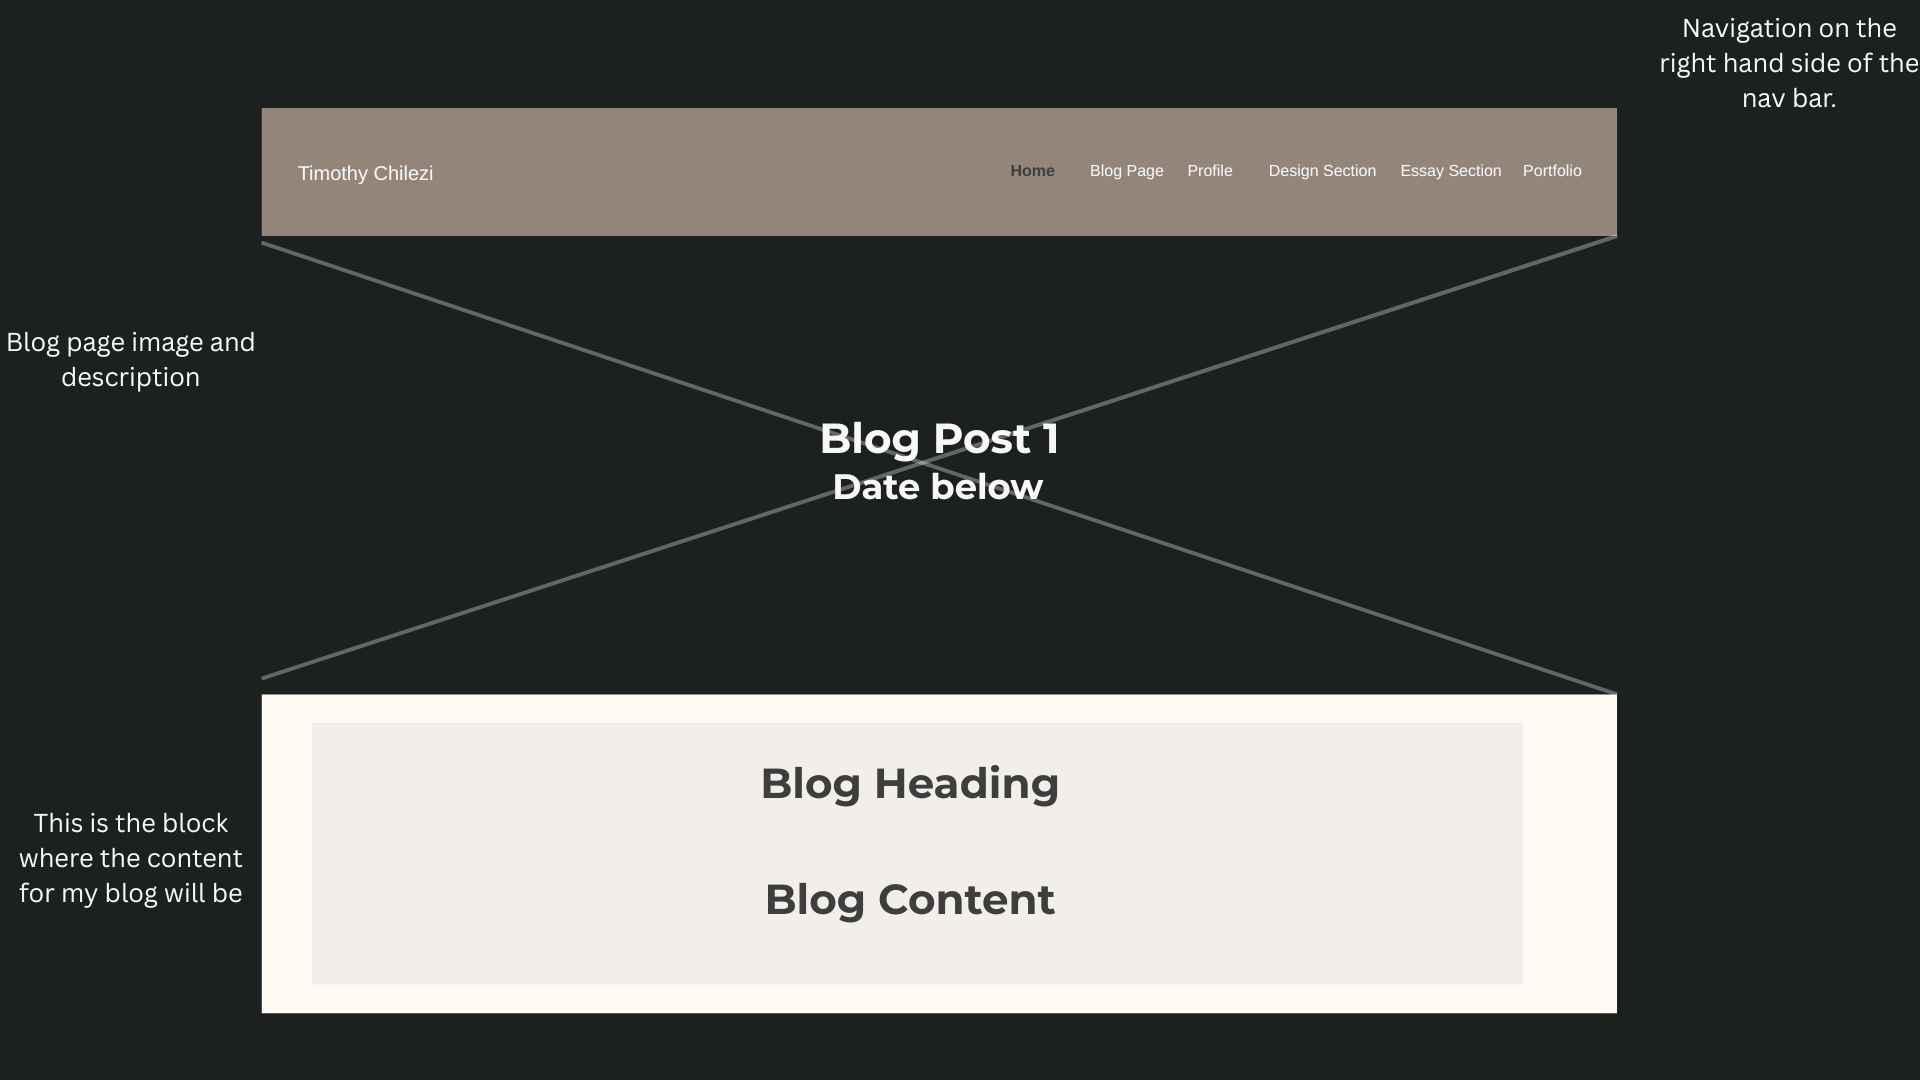 Navigation on the
right hand side of the
nav bar.
Timothy Chilezi
Home Blog Page Profile Design Section Essay Section Portfolio
Blog page image and
description
Blog Post 1
Date below
Blog Heading
Blog Content
This is the block
where the content
for my blog will be